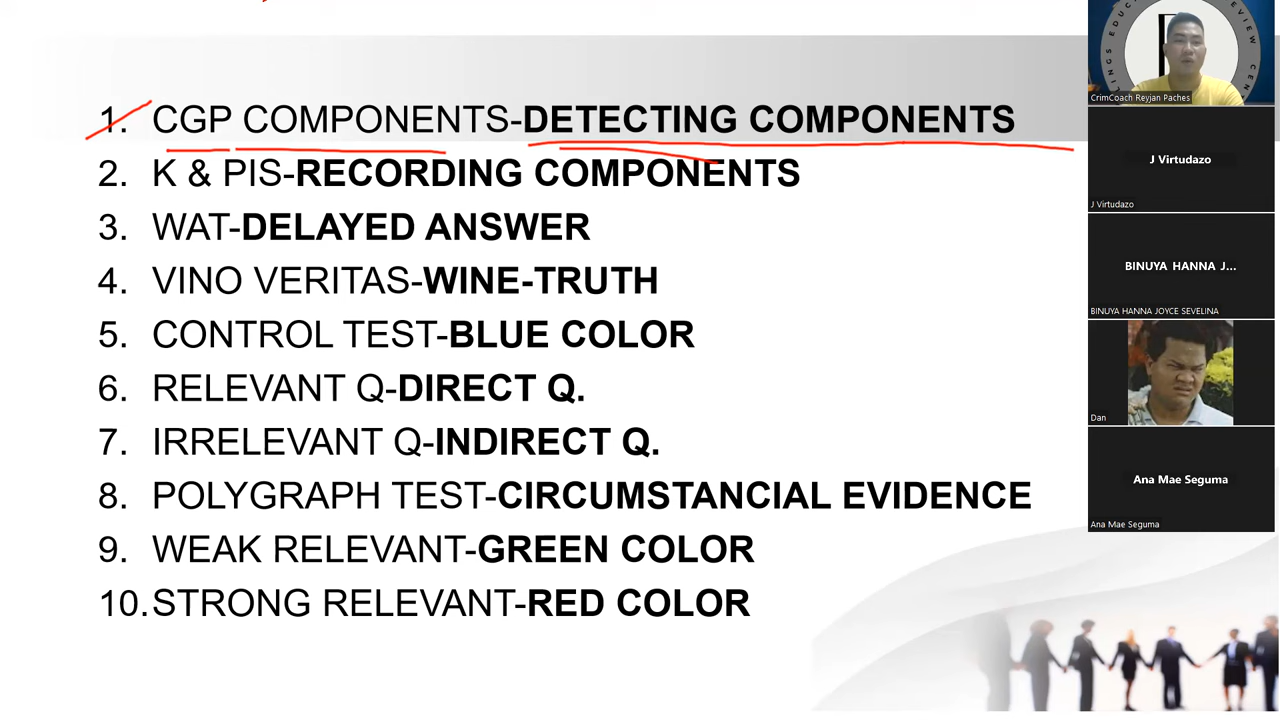 1. CGP COMPONENTS-DETECTING COMPONENTS
2. K & PIS-RECORDING COMPONENTS
3. WAT-DELAYED ANSWER
4. VINO VERITAS-WINE-TRUTH
5. CONTROL TEST-BLUE COLOR
6. RELEVANT Q-DIRECT Q.
7. IRRELEVANT Q-INDIRECT Q.
8. POLYGRAPH TEST-CIRCUMSTANCIAL EVIDENCE
9. WEAK RELEVANT-GREEN COLOR
10. STRONG RELEVANT-RED COLOR
CrimCoach Reyjan Paches
J Virtudazo
J Virtudazo
BINUYA HANNA J...
BINUYA HANNA JOYCE SEVELINA
Dan
Ana Mae Seguma
Ana Mae Seguma